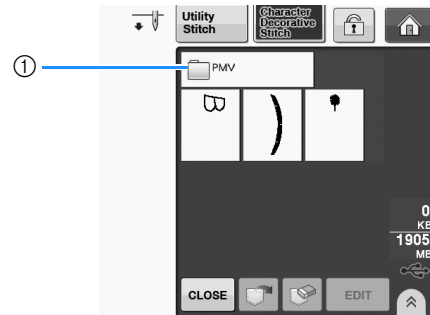 Utility
Stitch
Character
Decorative
Stitch
①
PMV
0
KB
1905
MB
CLOSE
EDIT